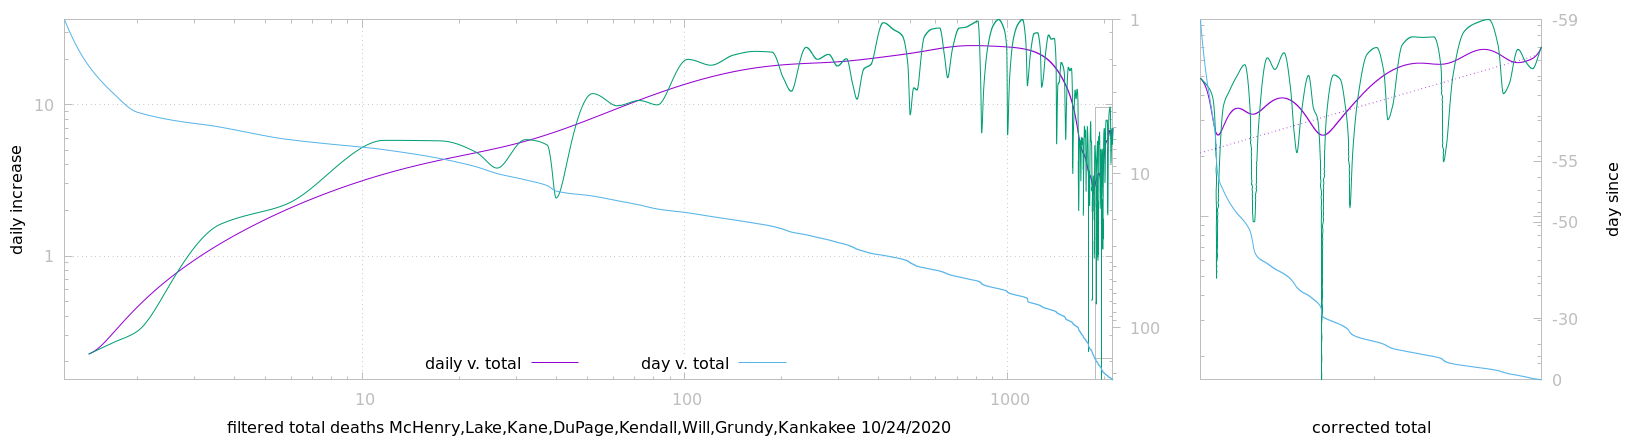 1
-59
10
daily increase
-55
10
-50
day since
1
-30
100
daily v. total
day v. total
0
10
100
1000
filtered total deaths McHenry,Lake,Kane,DuPage,Kendall,Will,Grundy,Kankakee 10/24/2020
corrected total